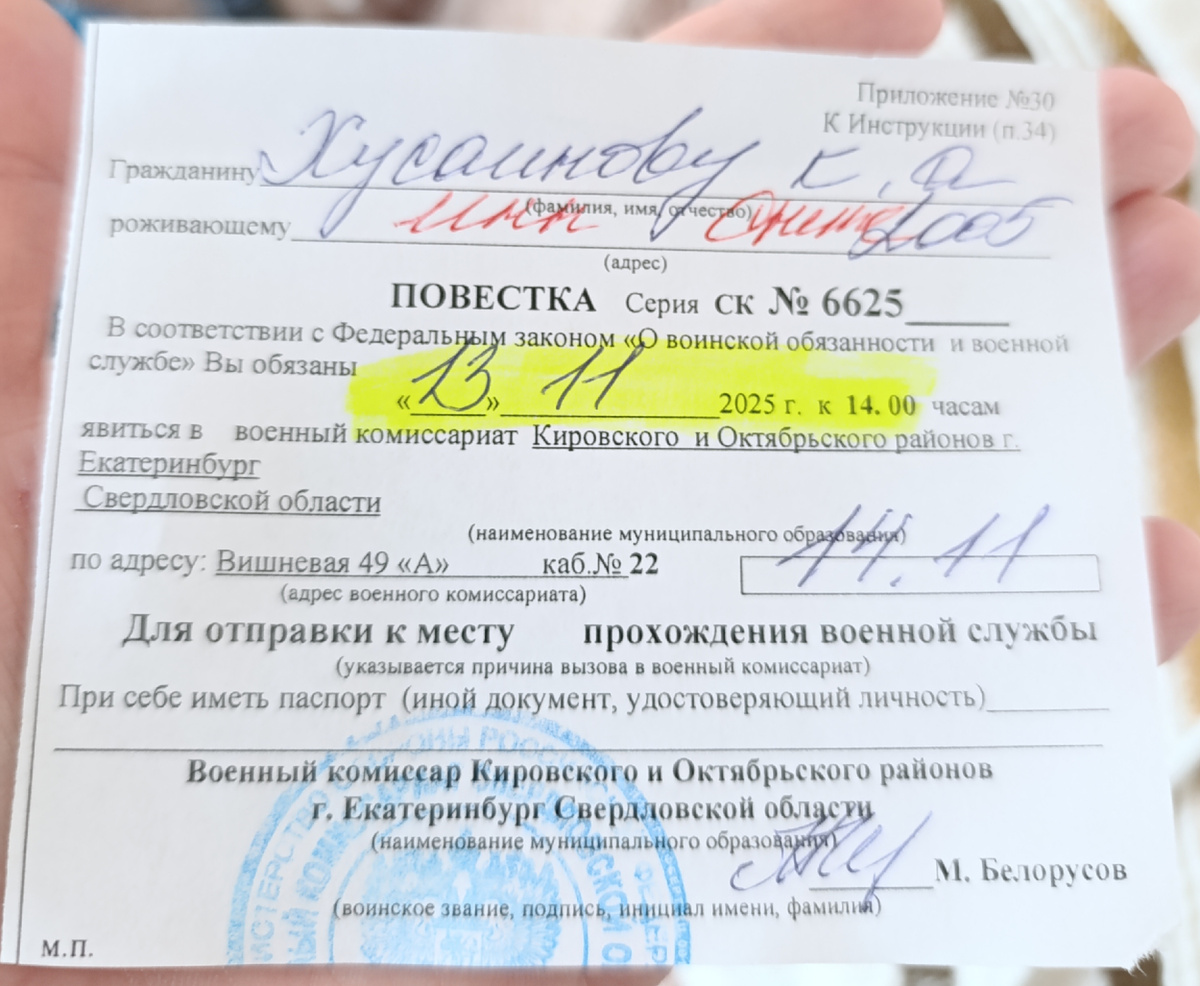 Приложение №30
К Инструкции (п.34)
Гражданину Хусаинову К. А
(фамилия, имя, отчество)
роживающему инн 2005
(адрес)
ПОВЕСТКА Серия СК № 6625
В соответствии с Федеральным законом «О воинской обязанности и военной
службе» Вы обязаны
«13» 11 2025 г. к 14.00 часам
явиться в военный комиссариат Кировского и Октябрьского районов г.
Екатеринбург
Свердловской области
(наименование муниципального образования)
по адресу: Вишневая 49 «А» каб.№ 22 14.11
(адрес военного комиссариата)
Для отправки к месту прохождения военной службы
(указывается причина вызова в военный комиссариат)
При себе иметь паспорт (иной документ, удостоверяющий личность)
Военный комиссар Кировского и Октябрьского районов
г. Екатеринбург Свердловской области
(наименование муниципального образования)
М. Белорусов
(воинское звание, подпись, инициал имени, фамилия)
М.П.